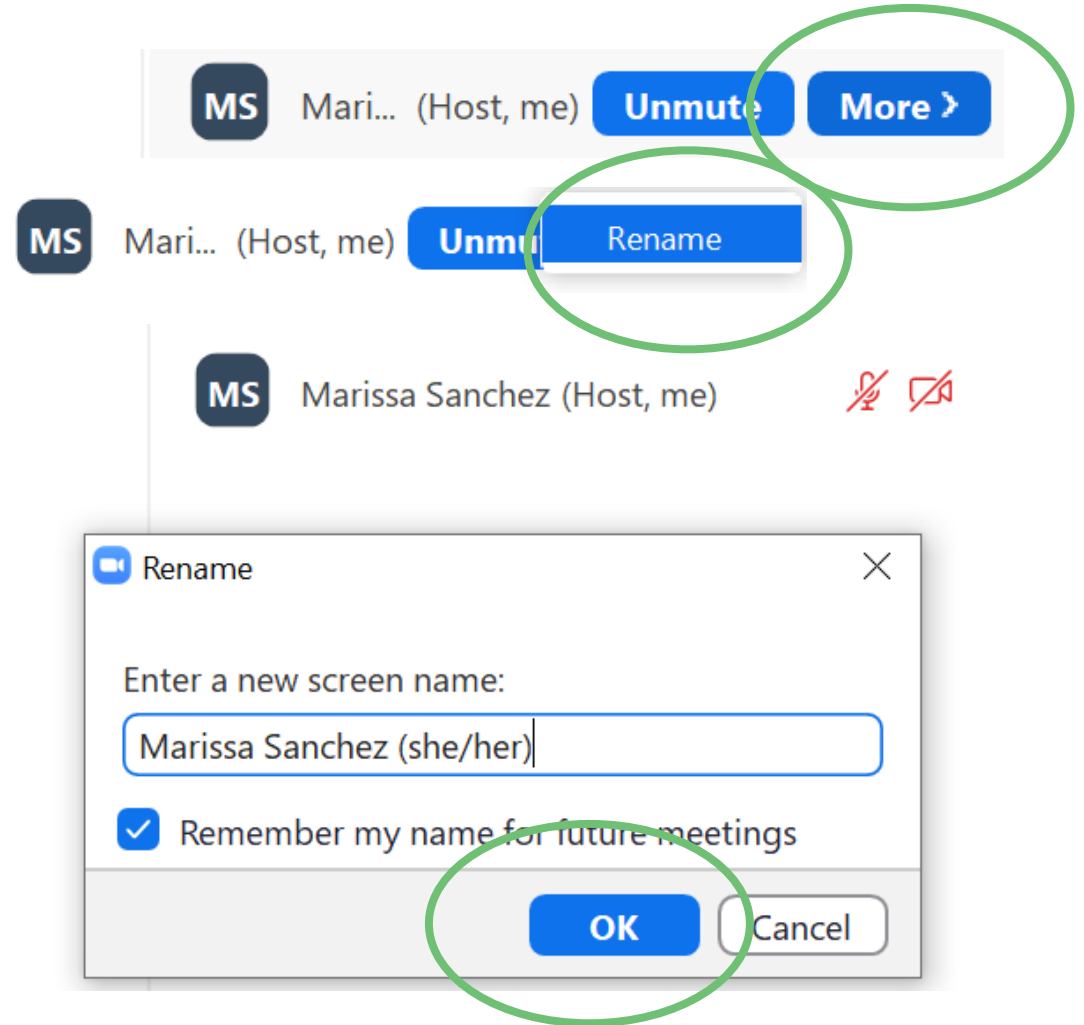 MS Mari... (Host, me) Unmute More >
MS Mari... (Host, me) Unmu Rename
MS Marissa Sanchez (Host, me)
Rename
Enter a new screen name:
Marissa Sanchez (she/her)
Remember my name for future meetings
OK Cancel